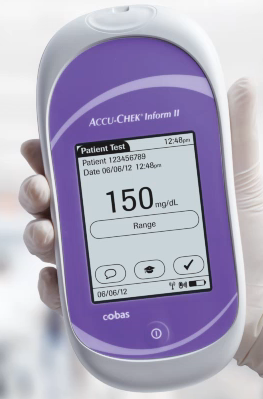 ACCU-CHEK® Inform II
Patient Test 12:48pm
Patient 123456789
Date 06/06/12 12:48pm
150 mg/dL
Range
06/06/12
cobas